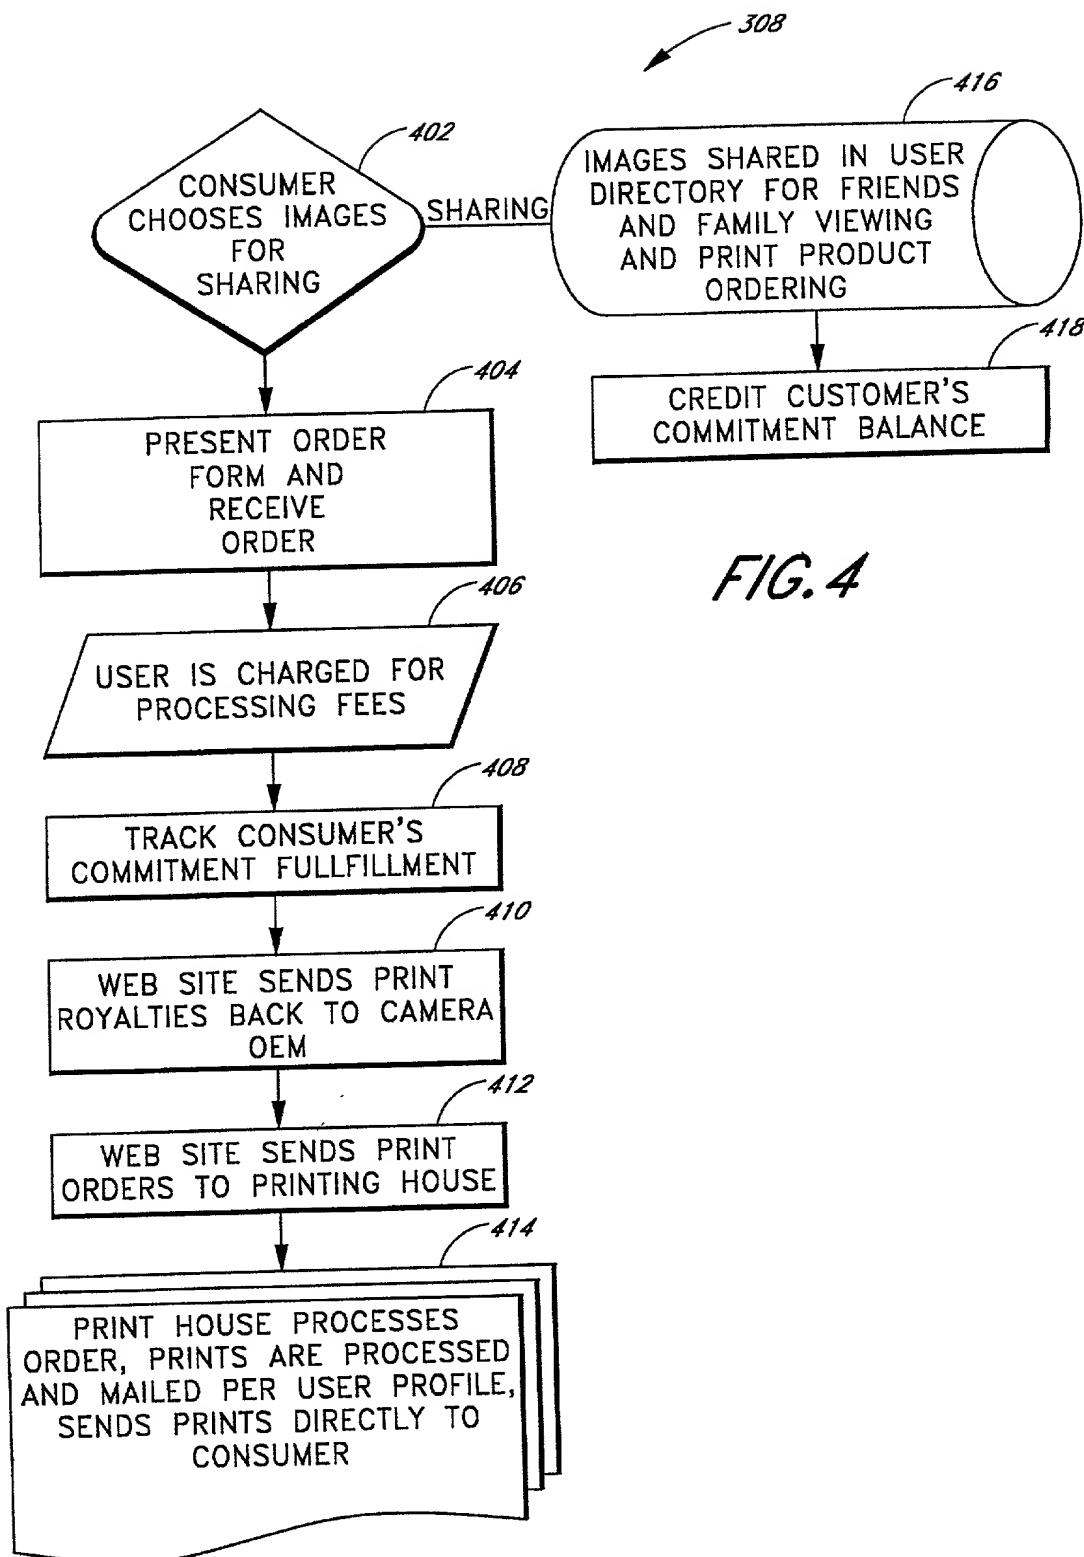 308
402
CONSUMER
CHOOSES IMAGES
FOR
SHARING
SHARING
416
IMAGES SHARED IN USER
DIRECTORY FOR FRIENDS
AND FAMILY VIEWING
AND PRINT PRODUCT
ORDERING
418
CREDIT CUSTOMER'S
COMMITMENT BALANCE
404
PRESENT ORDER
FORM AND
RECEIVE
ORDER
FIG. 4
406
USER IS CHARGED FOR
PROCESSING FEES
408
TRACK CONSUMER'S
COMMITMENT FULLFILLMENT
410
WEB SITE SENDS PRINT
ROYALTIES BACK TO CAMERA
OEM
412
WEB SITE SENDS PRINT
ORDERS TO PRINTING HOUSE
414
PRINT HOUSE PROCESSES
ORDER, PRINTS ARE PROCESSED
AND MAILED PER USER PROFILE,
SENDS PRINTS DIRECTLY TO
CONSUMER